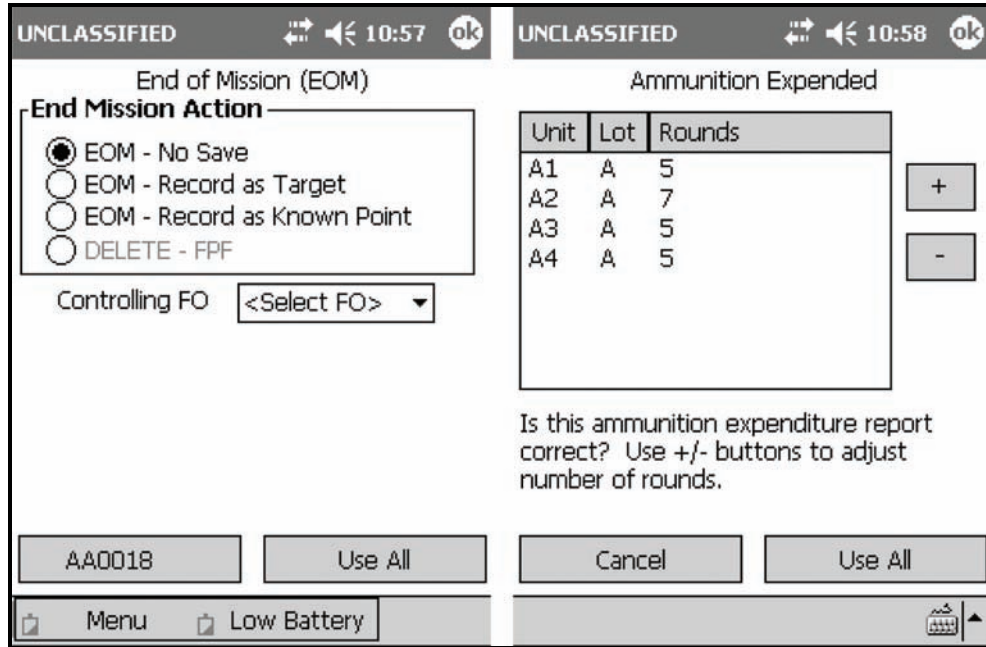 UNCLASSIFIED 10:57 ok
End of Mission (EOM)
End Mission Action
EOM - No Save
EOM - Record as Target
EOM - Record as Known Point
DELETE - FPF
Controlling FO <Select FO>
AA0018 Use All
Menu Low Battery
UNCLASSIFIED 10:58 ok
Ammunition Expended
Unit Lot Rounds
A1 A 5
A2 A 7
A3 A 5
A4 A 5
+
-
Is this ammunition expenditure report
correct? Use +/- buttons to adjust
number of rounds.
Cancel Use All